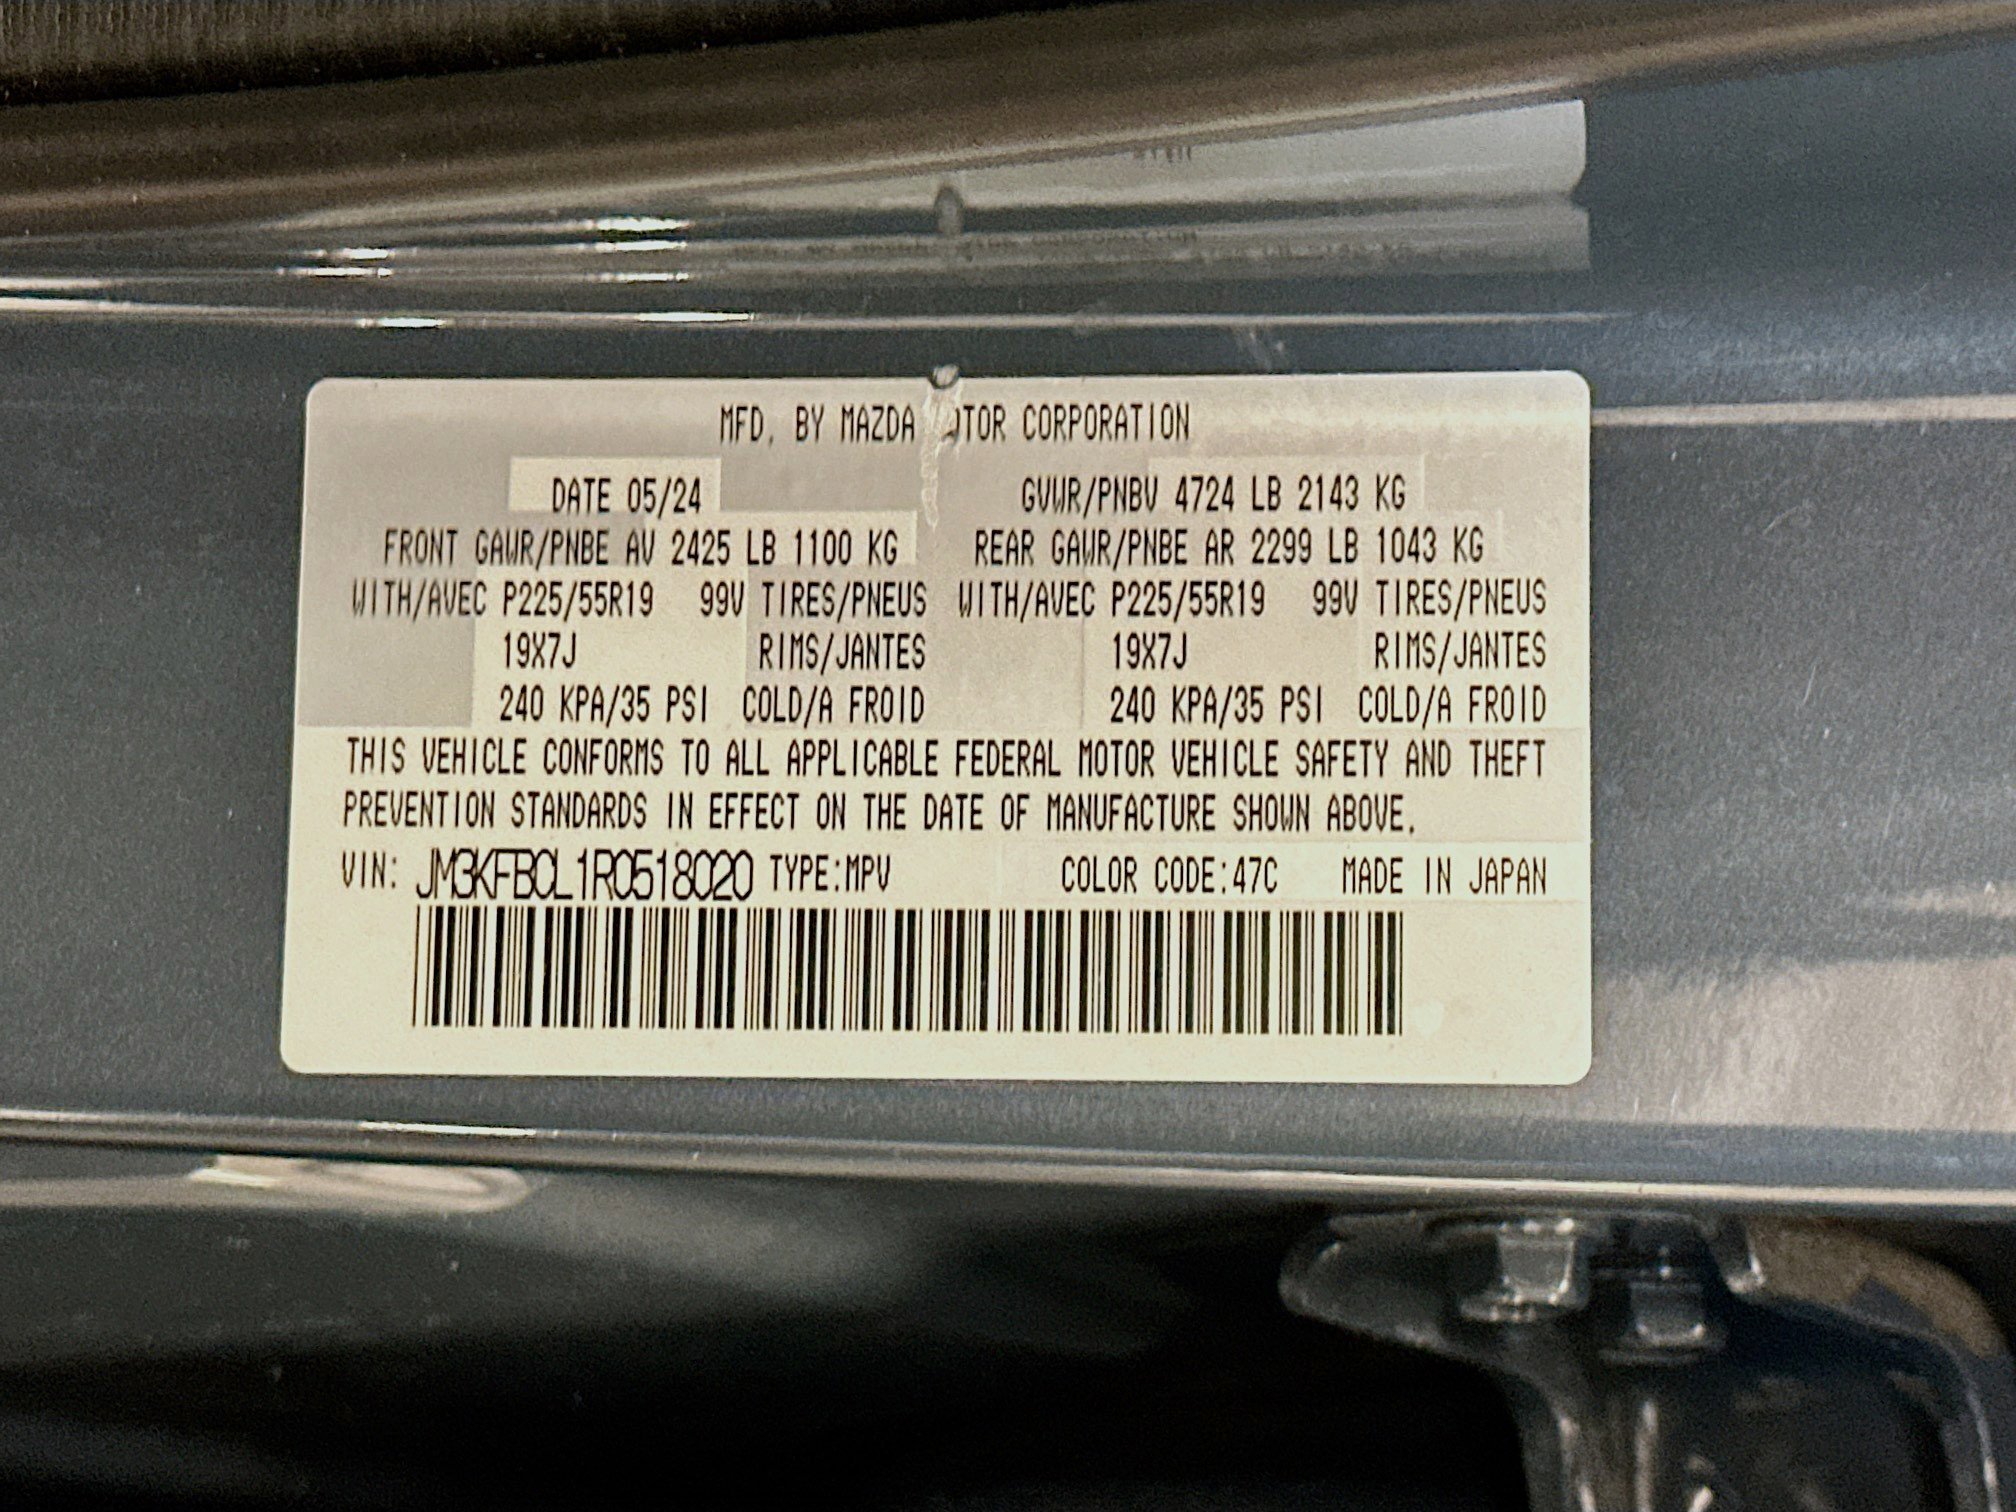 MFD. BY MAZDA MOTOR CORPORATION
DATE 05/24 GVWR/PNBV 4724 LB 2143 KG
FRONT GAWR/PNBE AV 2425 LB 1100 KG REAR GAWR/PNBE AR 2299 LB 1043 KG
WITH/AVEC P225/55R19 99V TIRES/PNEUS WITH/AVEC P225/55R19 99V TIRES/PNEUS
19X7J RIMS/JANTES 19X7J RIMS/JANTES
240 KPA/35 PSI COLD/A FROID 240 KPA/35 PSI COLD/A FROID
THIS VEHICLE CONFORMS TO ALL APPLICABLE FEDERAL MOTOR VEHICLE SAFETY AND THEFT
PREVENTION STANDARDS IN EFFECT ON THE DATE OF MANUFACTURE SHOWN ABOVE.
VIN: JM3KFBCL1R0518020 TYPE:MPV COLOR CODE:47C MADE IN JAPAN